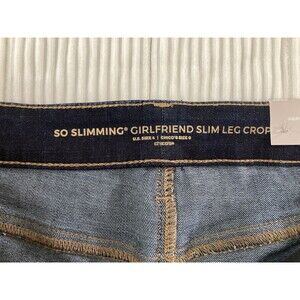 SO SLIMMING® GIRLFRIEND SLIM LEG CROP
U.S. SIZE 4 | CHICO'S SIZE 0